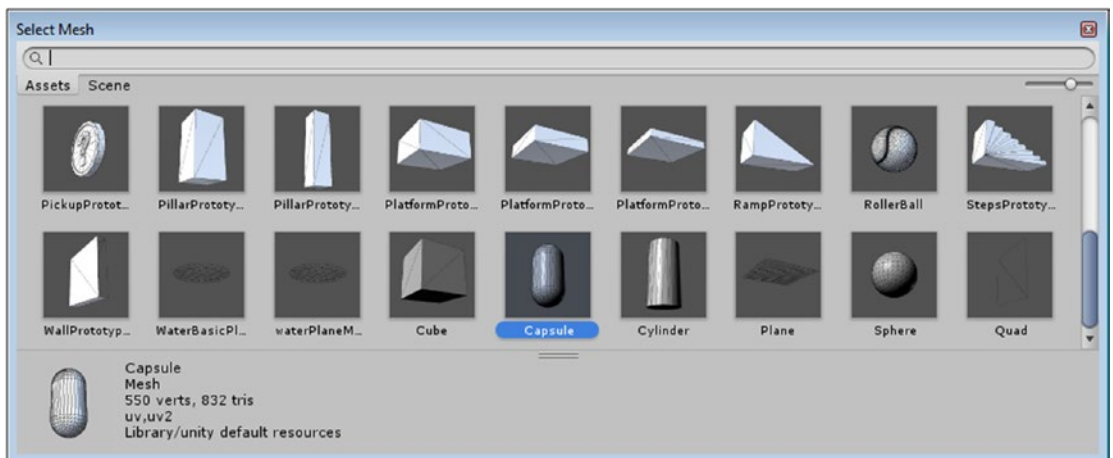 Select Mesh
Assets Scene
PickupProtot... PillarPrototy... PillarPrototy... PlatformProto... PlatformProto... PlatformProto... RampPrototy... RollerBall StepsPrototy...
WallPrototyp... WaterBasicPl... waterPlaneM... Cube Capsule Cylinder Plane Sphere Quad
Capsule
Mesh
550 verts, 832 tris
uv,uv2
Library/unity default resources